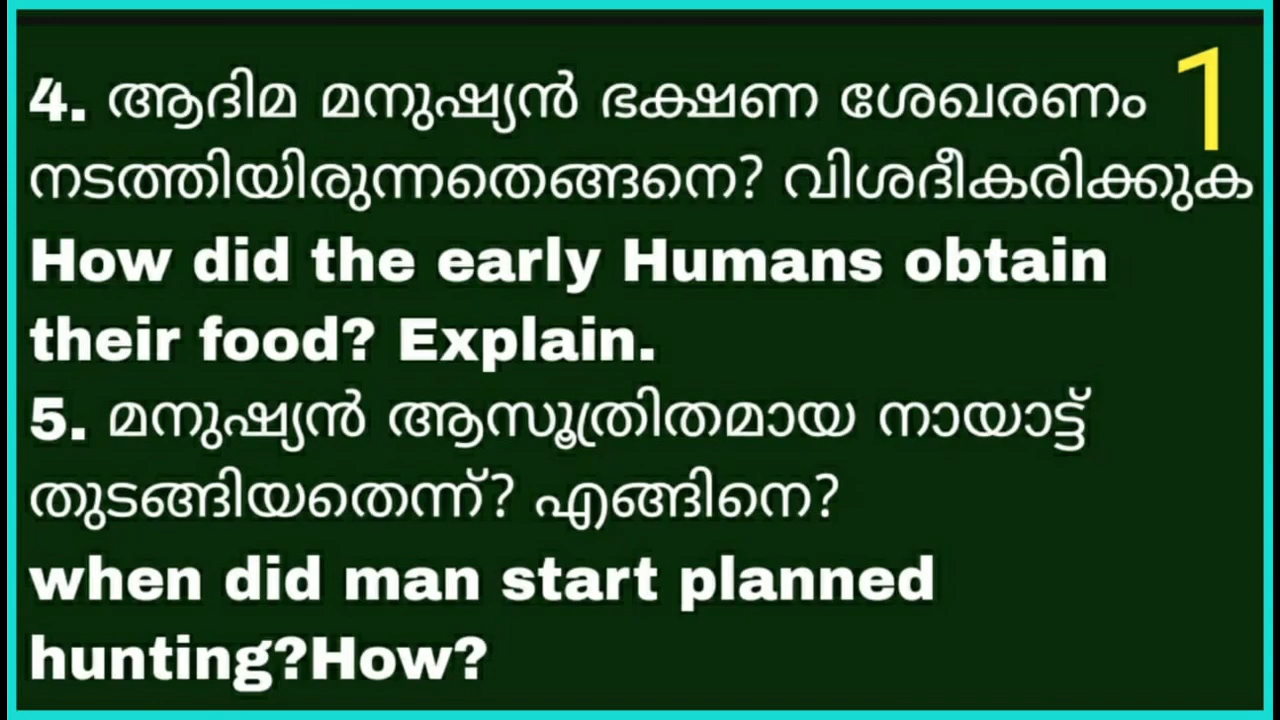 4. ആദിമ മനുഷ്യൻ ഭക്ഷണ ശേഖരണം 1
നടത്തിയിരുന്നതെങ്ങനെ? വിശദീകരിക്കുക
How did the early Humans obtain
their food? Explain.
5. മനുഷ്യൻ ആസൂത്രിതമായ നായാട്ട്
തുടങ്ങിയതെന്ന്? എങ്ങിനെ?
when did man start planned
hunting?How?